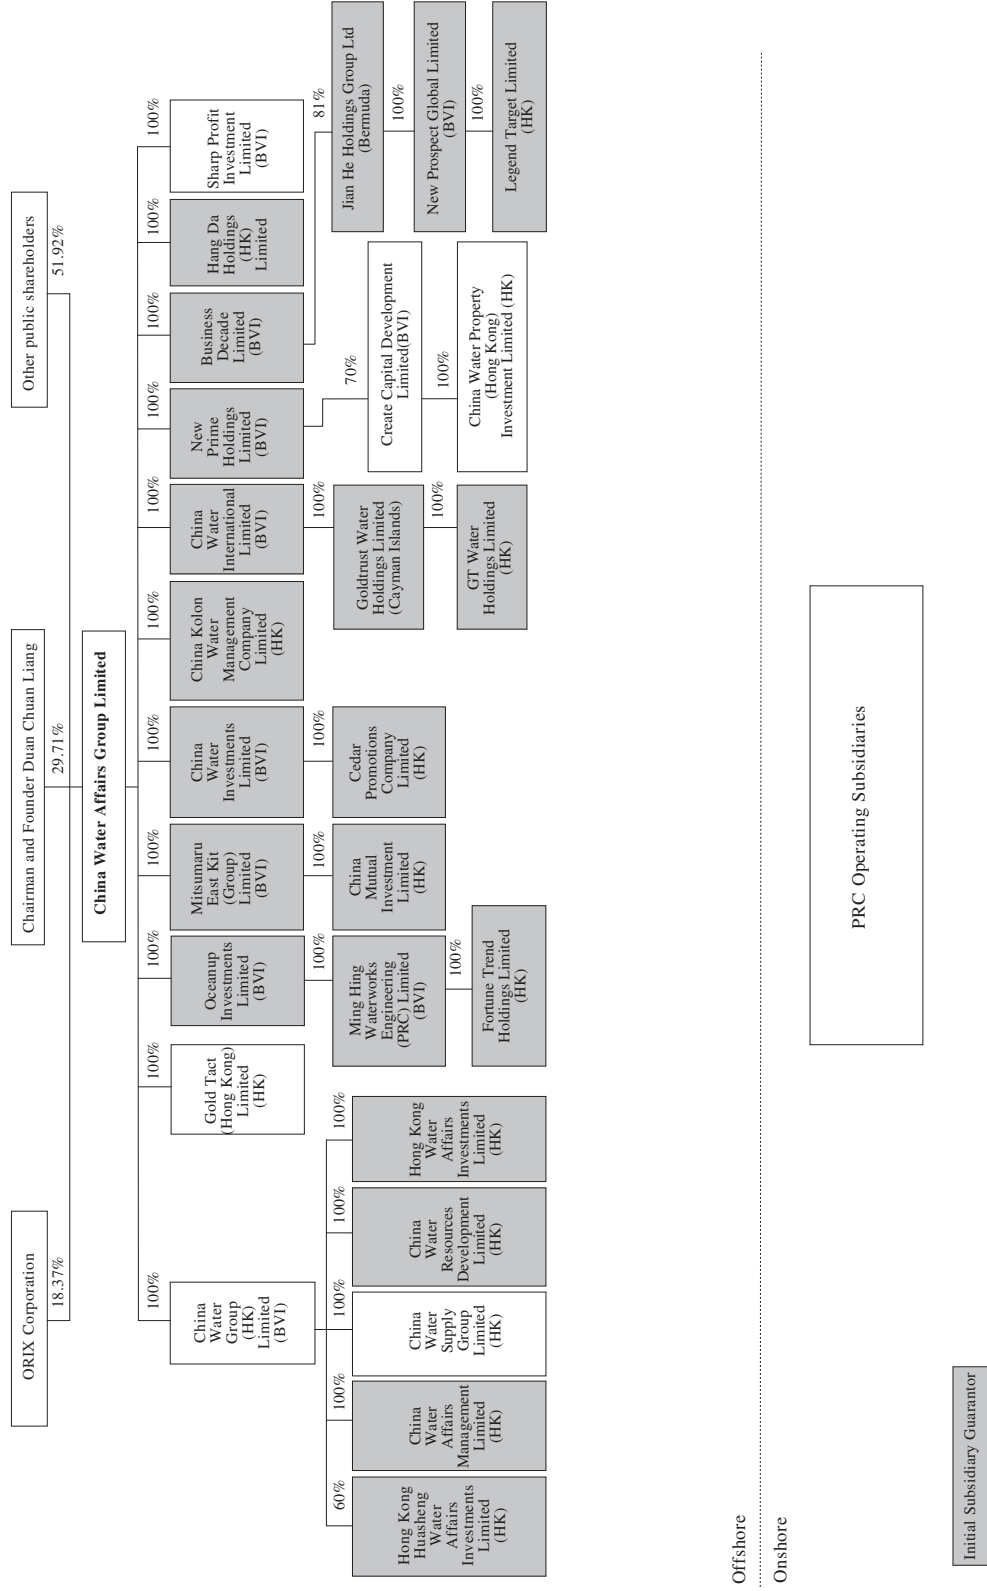 ORIX Corporation
Chairman and Founder Duan Chuan Liang
Other public shareholders
18.37%
29.71%
51.92%
China Water Affairs Group Limited
100%
100%
100%
100%
100%
100%
100%
100%
100%
100%
100%
China
Water
Group
(HK)
Limited
(BVI)
Gold Tact
(Hong Kong)
Limited
(HK)
Oceanup
Investments
Limited
(BVI)
Mitsumaru
East Kit
(Group)
Limited
(BVI)
China
Water
Investments
Limited
(BVI)
China Kolon
Water
Management
Company
Limited
(HK)
China
Water
International
Limited
(BVI)
New
Prime
Holdings
Limited
(BVI)
Business
Decade
Limited
(BVI)
Hang Da
Holdings
(HK)
Limited
Sharp Profit
Investment
Limited
(BVI)
60%
100%
100%
100%
100%
Hong Kong
Huasheng
Water
Affairs
Investments
Limited
(HK)
China
Water
Affairs
Management
Limited
(HK)
China
Water
Supply
Group
Limited
(HK)
China
Water
Resources
Development
Limited
(HK)
Hong Kong
Water
Affairs
Investments
Limited
(HK)
100%
Ming Hing
Waterworks
Engineering
(PRC) Limited
(BVI)
100%
Fortune Trend
Holdings Limited
(HK)
100%
China
Mutual
Investment
Limited
(HK)
100%
Cedar
Promotions
Company
Limited
(HK)
100%
Goldtrust Water
Holdings Limited
(Cayman Islands)
100%
GT Water
Holdings Limited
(HK)
70%
Create Capital Development
Limited(BVI)
100%
China Water Property
(Hong Kong)
Investment Limited (HK)
81%
Jian He Holdings Group Ltd
(Bermuda)
100%
New Prospect Global Limited
(BVI)
100%
Legend Target Limited
(HK)
Offshore
Onshore
PRC Operating Subsidiaries
Initial Subsidiary Guarantor